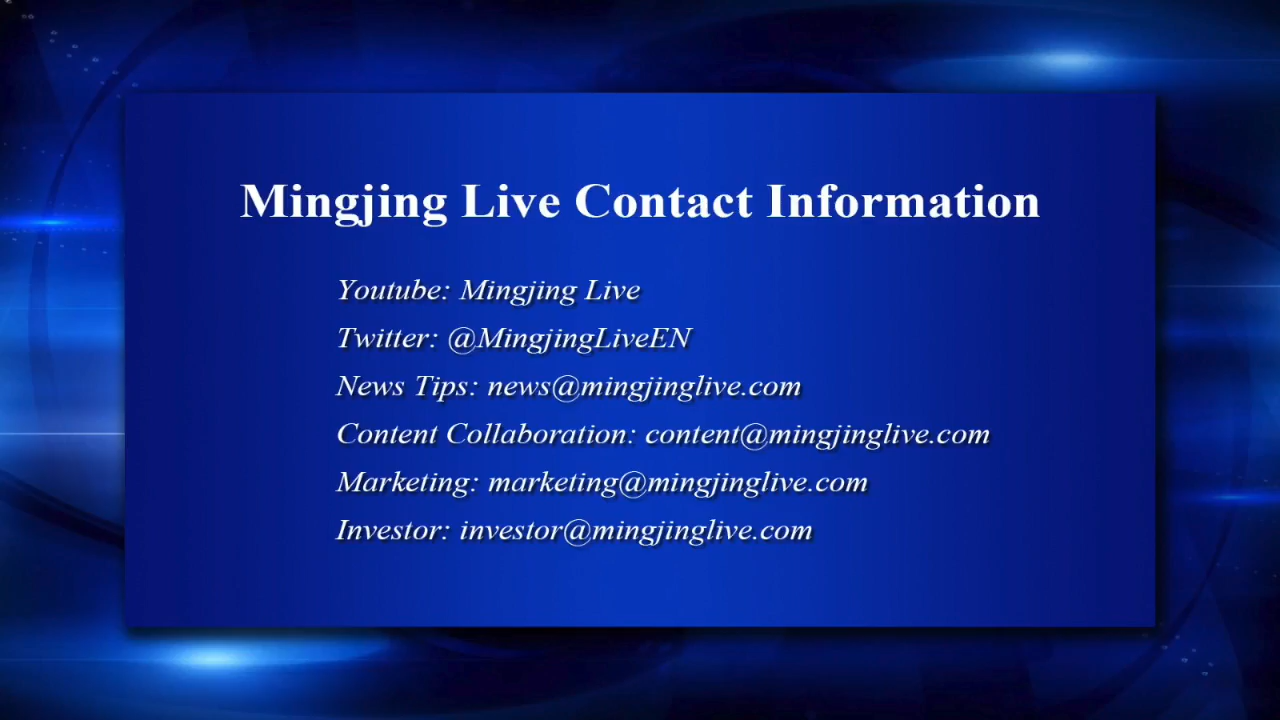 Mingjing Live Contact Information
Youtube: Mingjing Live
Twitter: @MingjingLiveEN
News Tips: news@mingjinglive.com
Content Collaboration: content@mingjinglive.com
Marketing: marketing@mingjinglive.com
Investor: investor@mingjinglive.com